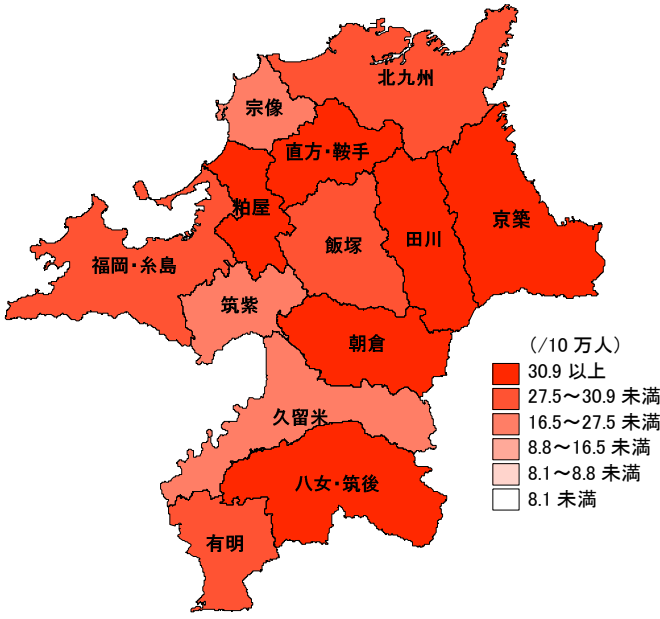 北九州
宗像
直方・鞍手
粕屋
京築
田川
飯塚
福岡・糸島
筑紫
朝倉
(/10 万人)
30.9 以上
27.5～30.9 未満
16.5～27.5 未満
8.8～16.5 未満
8.1～8.8 未満
8.1 未満
久留米
八女・筑後
有明